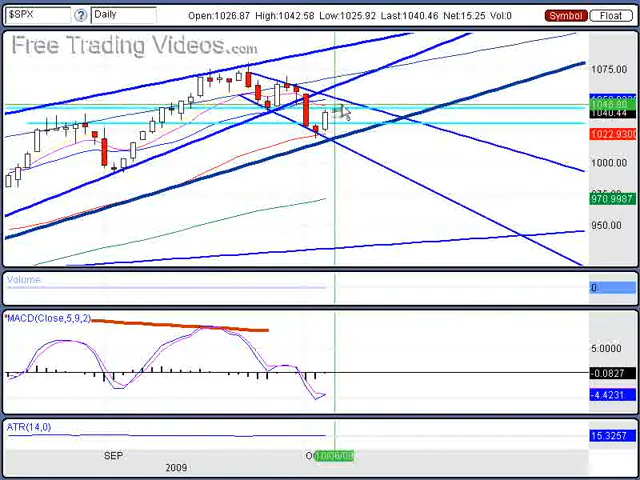 $SPX ? Daily Open:1026.87 High:1042.58 Low:1025.92 Last:1040.46 Net:15.25 Vol:0 Symbol Float
Free Trading Videos.com
1075.00
1046.90
1040.44
1022.9300
1000.00
970.9987
950.00
Volume
0
MACD(Close,5,9,2)
5.0000
-0.0827
-4.4231
ATR(14,0)
15.3257
SEP 10/06/09
2009